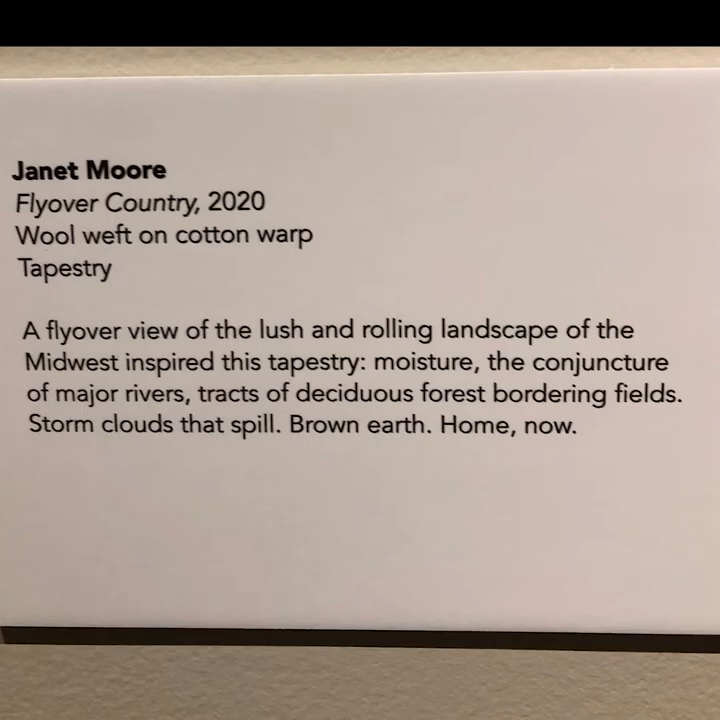 Janet Moore
Flyover Country, 2020
Wool weft on cotton warp
Tapestry
A flyover view of the lush and rolling landscape of the
Midwest inspired this tapestry: moisture, the conjuncture
of major rivers, tracts of deciduous forest bordering fields.
Storm clouds that spill. Brown earth. Home, now.